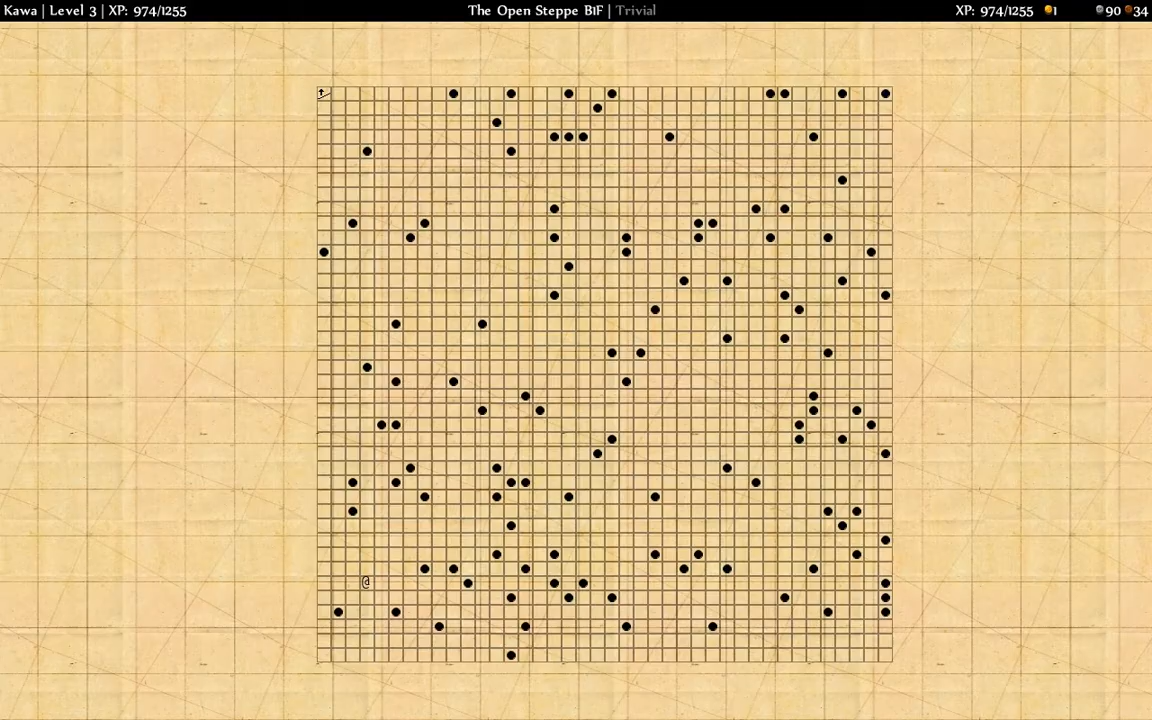 Kawa | Level 3 | XP: 974/1255
The Open Steppe B1F | Trivial
XP: 974/1255 1 90 34
@